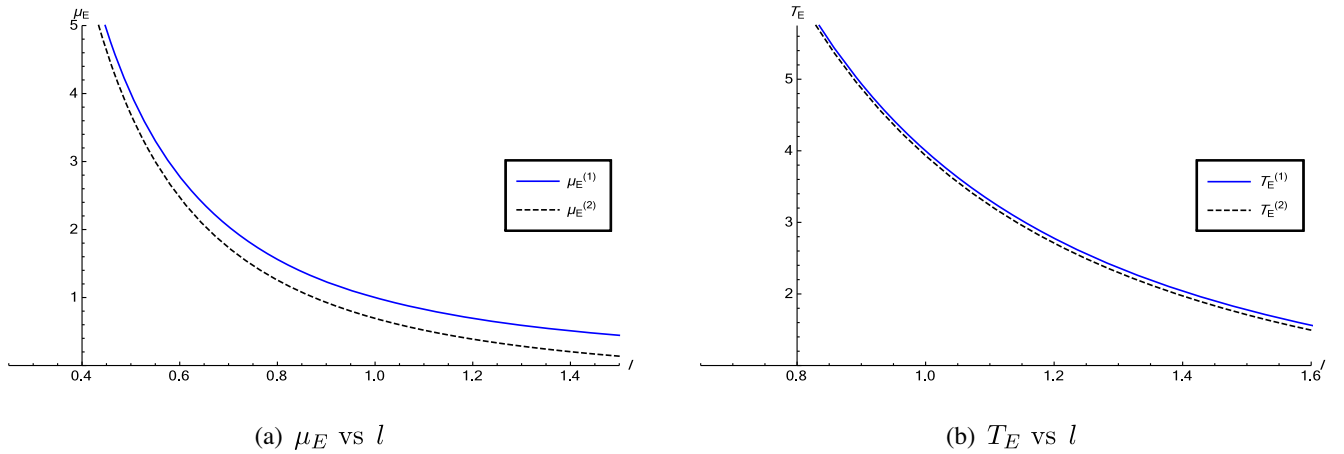 μE
5
4
3
2
1
0.4 0.6 0.8 1.0 1.2 1.4
l
μE(1)
μE(2)
(a) μE vs l
TE
5
4
3
2
0.8 1.0 1.2 1.4 1.6
l
TE(1)
TE(2)
(b) TE vs l